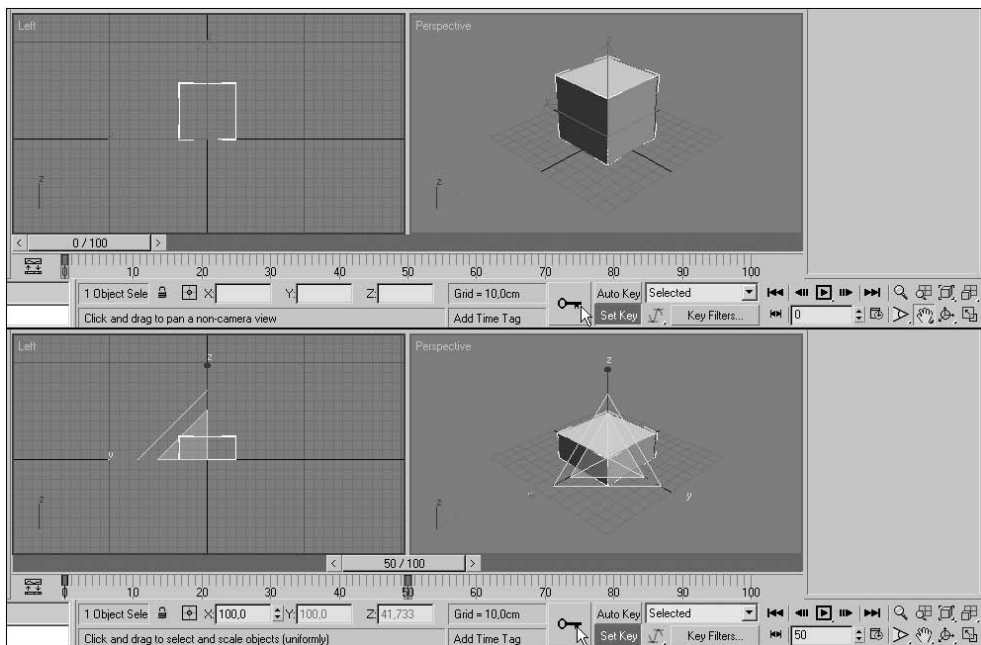 Left
Perspective
z
z
0 / 100
0 10 20 30 40 50 60 70 80 90 100
1 Object Sele X: Y: Z: Grid = 10,0cm Auto Key Selected
Click and drag to pan a non-camera view Add Time Tag Set Key Key Filters... 0
Left
Perspective
z
z
y
y
z
z
50 / 100
0 10 20 30 40 50 60 70 80 90 100
1 Object Sele X: 100,0 Y: 100,0 Z: 41,733 Grid = 10,0cm Auto Key Selected
Click and drag to select and scale objects (uniformly) Add Time Tag Set Key Key Filters... 50